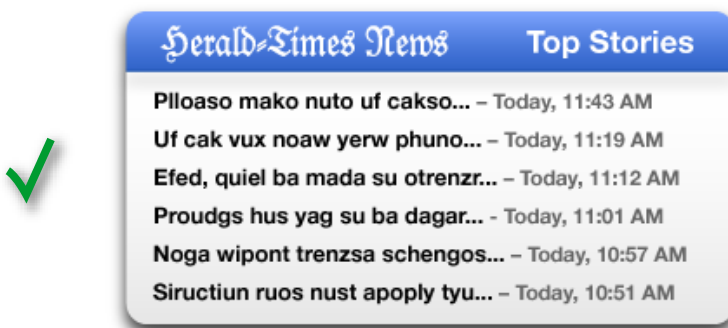 Herald-Times News Top Stories
Plloaso mako nuto uf cakso... – Today, 11:43 AM
Uf cak vux noaw yerw phuno... – Today, 11:19 AM
Efed, quiel ba mada su otrenzr... – Today, 11:12 AM
Proudgs hus yag su ba dagar... - Today, 11:01 AM
Noga wipont trenzsa schengos... – Today, 10:57 AM
Siructiun ruos nust apoply tyu... – Today, 10:51 AM